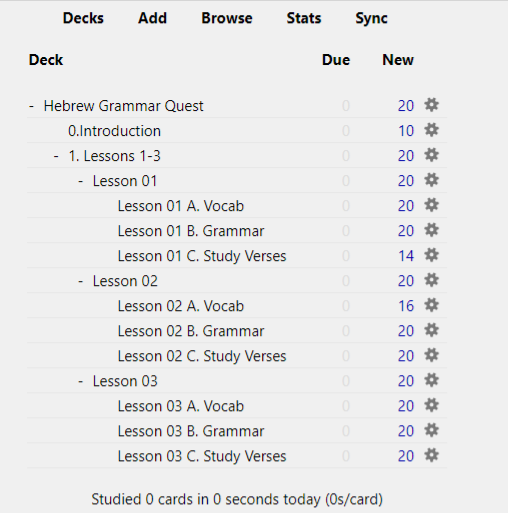 Decks Add Browse Stats Sync
Deck Due New
- Hebrew Grammar Quest 0 20
0.Introduction 0 10
- 1. Lessons 1-3 0 20
- Lesson 01 0 20
Lesson 01 A. Vocab 0 20
Lesson 01 B. Grammar 0 20
Lesson 01 C. Study Verses 0 14
- Lesson 02 0 20
Lesson 02 A. Vocab 0 16
Lesson 02 B. Grammar 0 20
Lesson 02 C. Study Verses 0 20
- Lesson 03 0 20
Lesson 03 A. Vocab 0 20
Lesson 03 B. Grammar 0 20
Lesson 03 C. Study Verses 0 20
Studied 0 cards in 0 seconds today (0s/card)